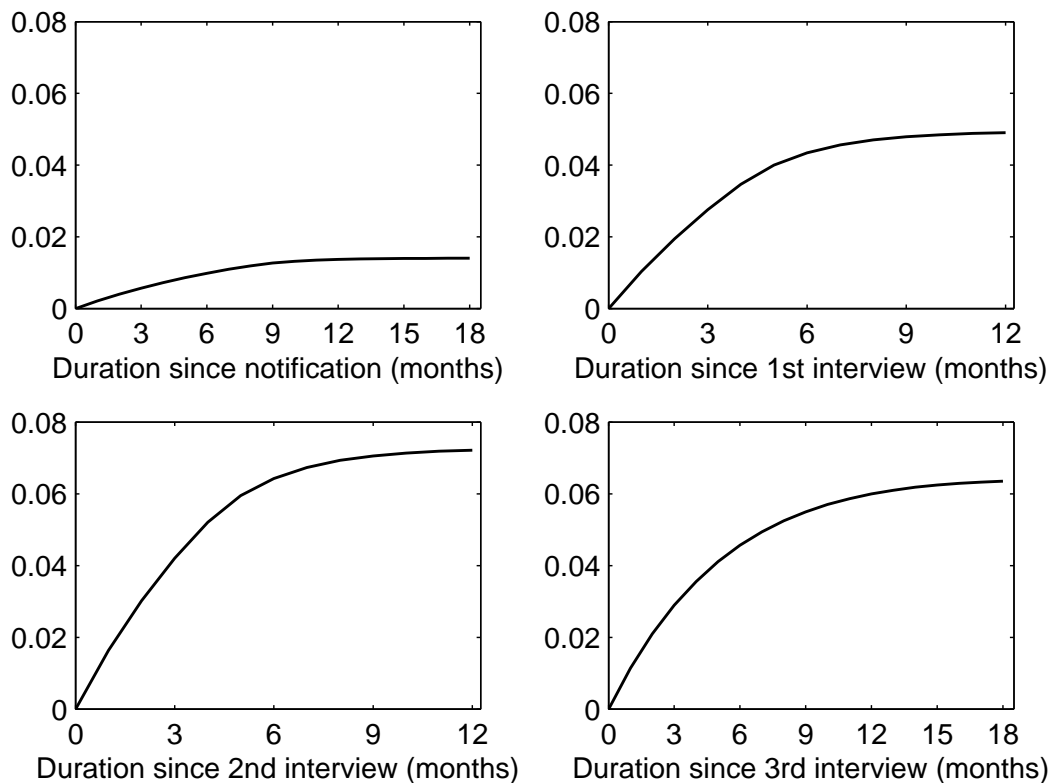 0.08
0.06
0.04
0.02
0
0 3 6 9 12 15 18
Duration since notification (months)
0.08
0.06
0.04
0.02
0
0 3 6 9 12
Duration since 1st interview (months)
0.08
0.06
0.04
0.02
0
0 3 6 9 12
Duration since 2nd interview (months)
0.08
0.06
0.04
0.02
0
0 3 6 9 12 15 18
Duration since 3rd interview (months)